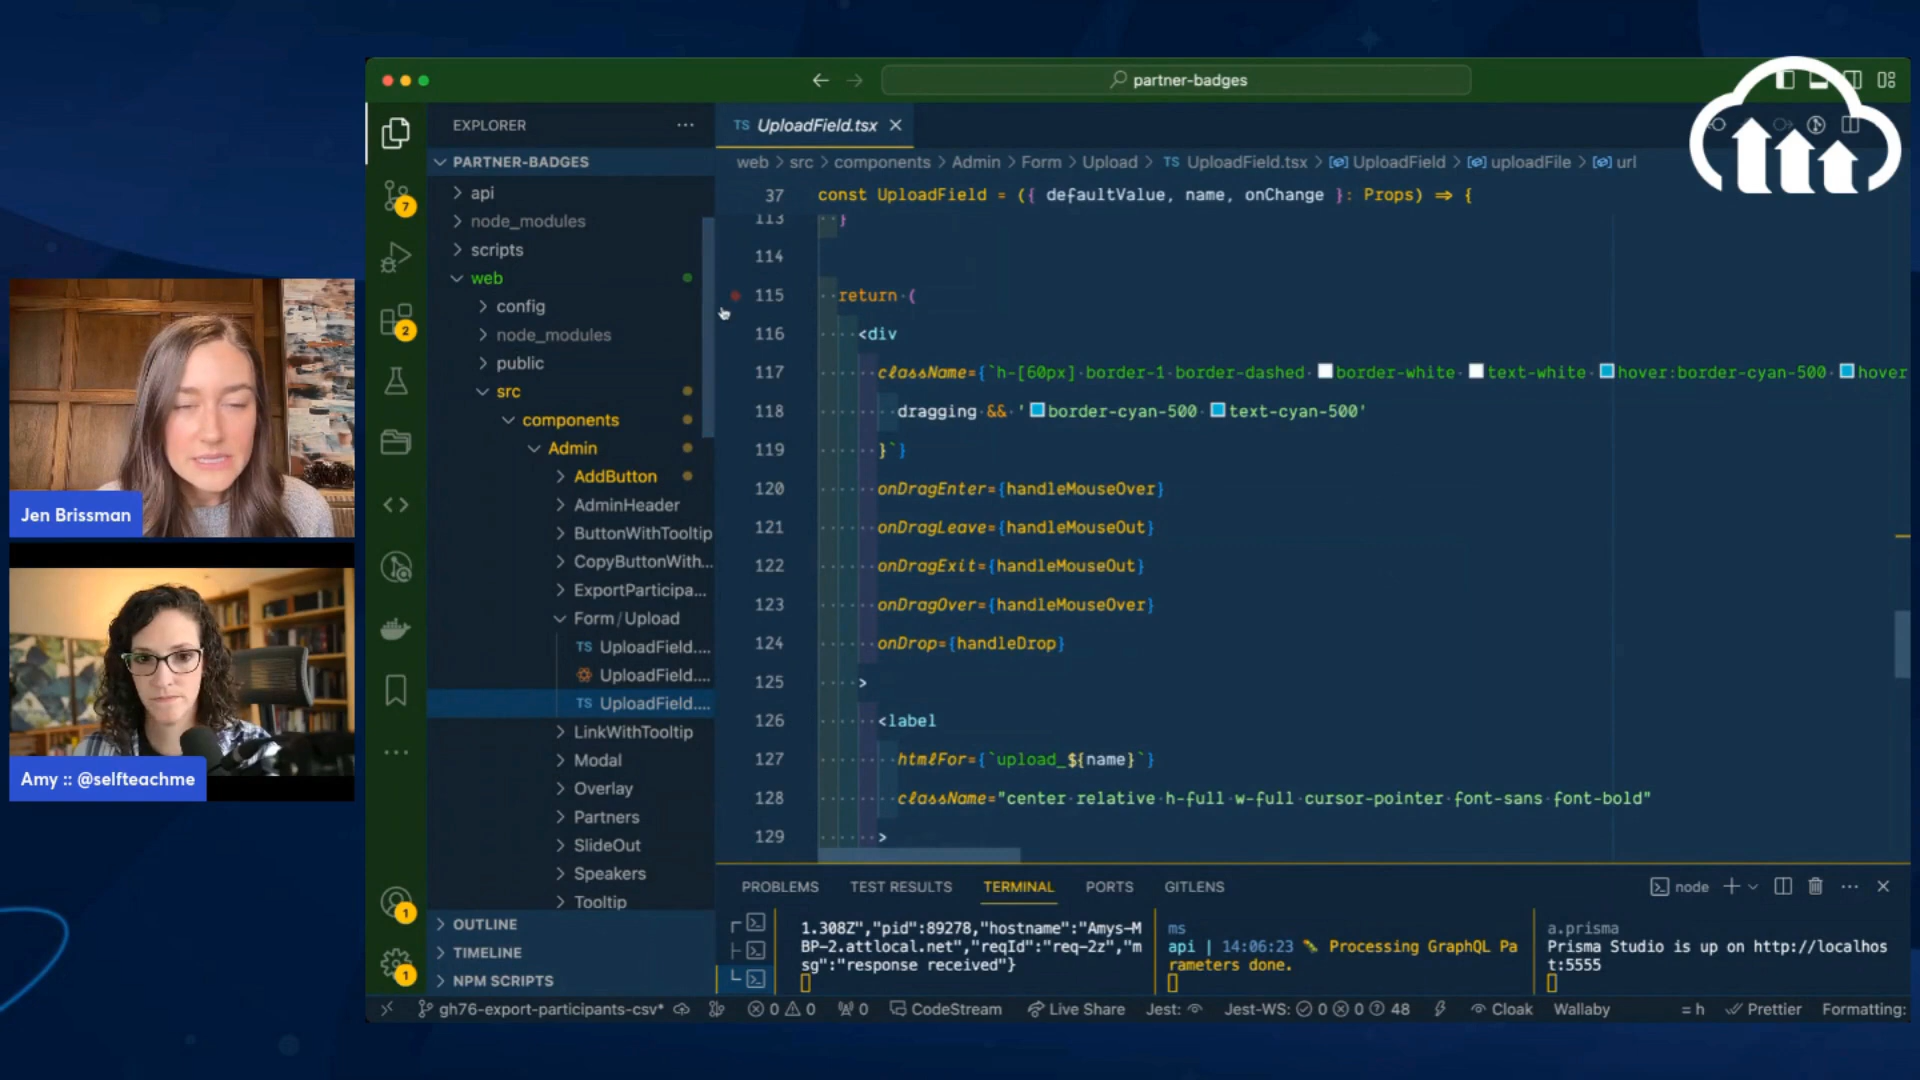 partner-badges
EXPLORER
TS UploadField.tsx
PARTNER-BADGES
web > src > components > Admin > Form > Upload > TS UploadField.tsx > UploadField > uploadFile > url
37 const UploadField = ({ defaultValue, name, onChange }: Props) => {
113 }
114
115 return (
116 <div
117 className={`h-[60px] border-1 border-dashed border-white text-white hover:border-cyan-500 hover
118 dragging && 'border-cyan-500 text-cyan-500'
119 }`}
120 onDragEnter={handleMouseOver}
121 onDragLeave={handleMouseOut}
122 onDragExit={handleMouseOut}
123 onDragOver={handleMouseOver}
124 onDrop={handleDrop}
125 >
126 <label
127 htmlFor={`upload_${name}`}
128 className="center relative h-full w-full cursor-pointer font-sans font-bold"
129 >
api
node_modules
scripts
web
config
node_modules
public
src
components
Admin
AddButton
AdminHeader
ButtonWithTooltip
CopyButtonWith...
ExportParticipa...
Form / Upload
TS UploadField....
UploadField....
TS UploadField....
LinkWithTooltip
Modal
Overlay
Partners
SlideOut
Speakers
Tooltip
OUTLINE
TIMELINE
NPM SCRIPTS
7
2
1
1
PROBLEMS TEST RESULTS TERMINAL PORTS GITLENS
node
1.308Z","pid":89278,"hostname":"Amys-M
BP-2.attlocal.net","reqId":"req-2z","m
sg":"response received"}
ms
api | 14:06:23 Processing GraphQL Pa
rameters done.
a.prisma
Prisma Studio is up on http://localhos
t:5555
gh76-export-participants-csv* 0 0 0 CodeStream Live Share Jest: Jest-WS: 0 0 48 Cloak Wallaby = h Prettier Formatting:
Jen Brissman
Amy :: @selfteachme